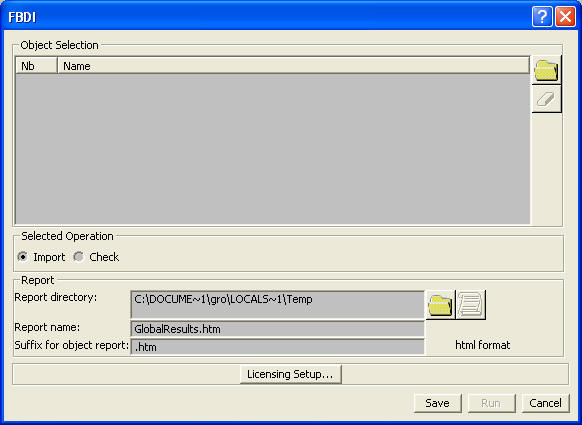 FBDI
Object Selection
Nb Name
Selected Operation
Import Check
Report
Report directory: C:\DOCUME~1\gro\LOCALS~1\Temp
Report name: GlobalResults.htm
Suffix for object report: .htm html format
Licensing Setup...
Save Run Cancel